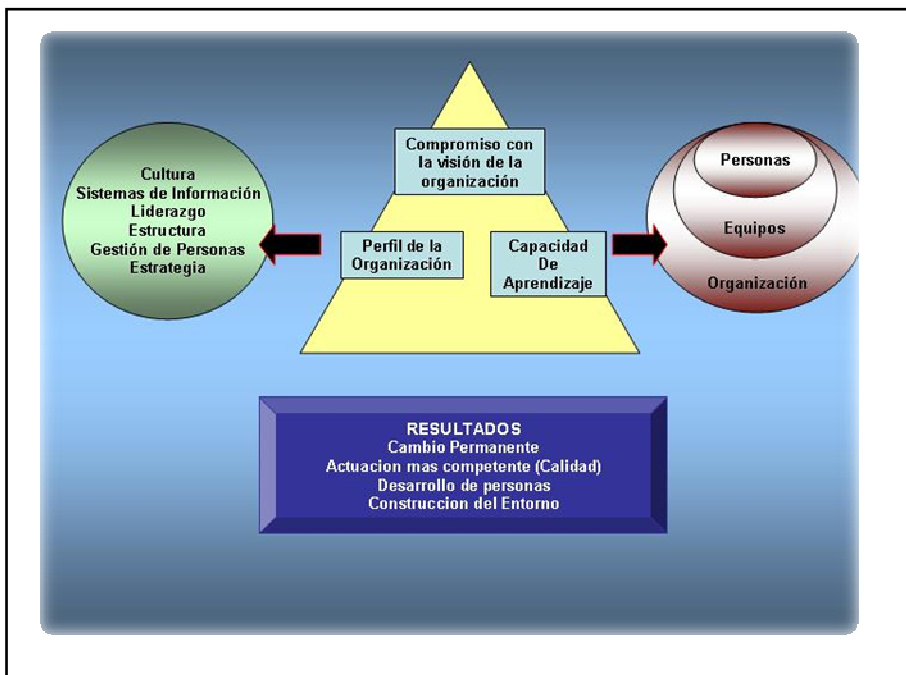 Compromiso con
la visión de la
organización
Cultura
Sistemas de Información
Liderazgo
Estructura
Gestión de Personas
Estrategia
Perfil de la
Organización
Capacidad
De
Aprendizaje
Personas
Equipos
Organización
RESULTADOS
Cambio Permanente
Actuacion mas competente (Calidad)
Desarrollo de personas
Construccion del Entorno